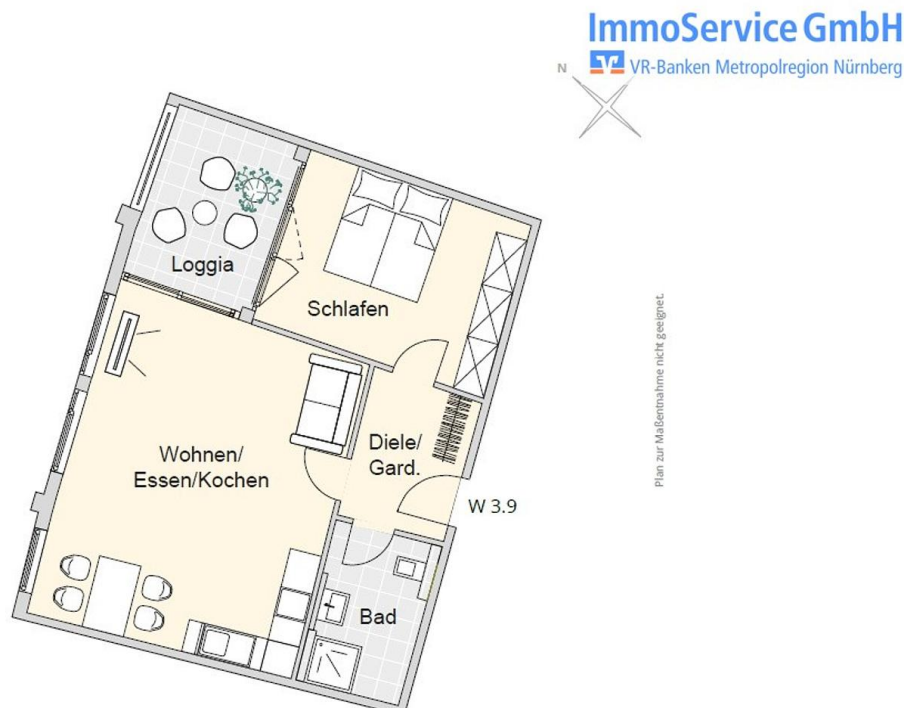 ImmoService GmbH
VR-Banken Metropolregion Nürnberg
N
Loggia
Schlafen
Wohnen/
Essen/Kochen
Diele/
Gard.
W 3.9
Bad
Plan zur Maßentnahme nicht geeignet.